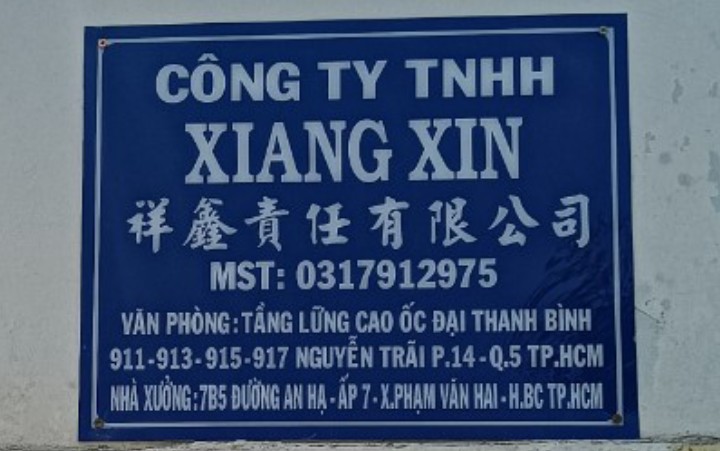 CÔNG TY TNHH
XIANG XIN
祥鑫責任有限公司
MST: 0317912975
VĂN PHÒNG: TẦNG LỮNG CAO ỐC ĐẠI THANH BÌNH
911-913-915-917 NGUYỄN TRÃI P.14-Q.5 TP.HCM
NHÀ XƯỞNG: 7B5 ĐƯỜNG AN HẠ-ẤP 7-X.PHẠM VĂN HAI-H.BC TP.HCM